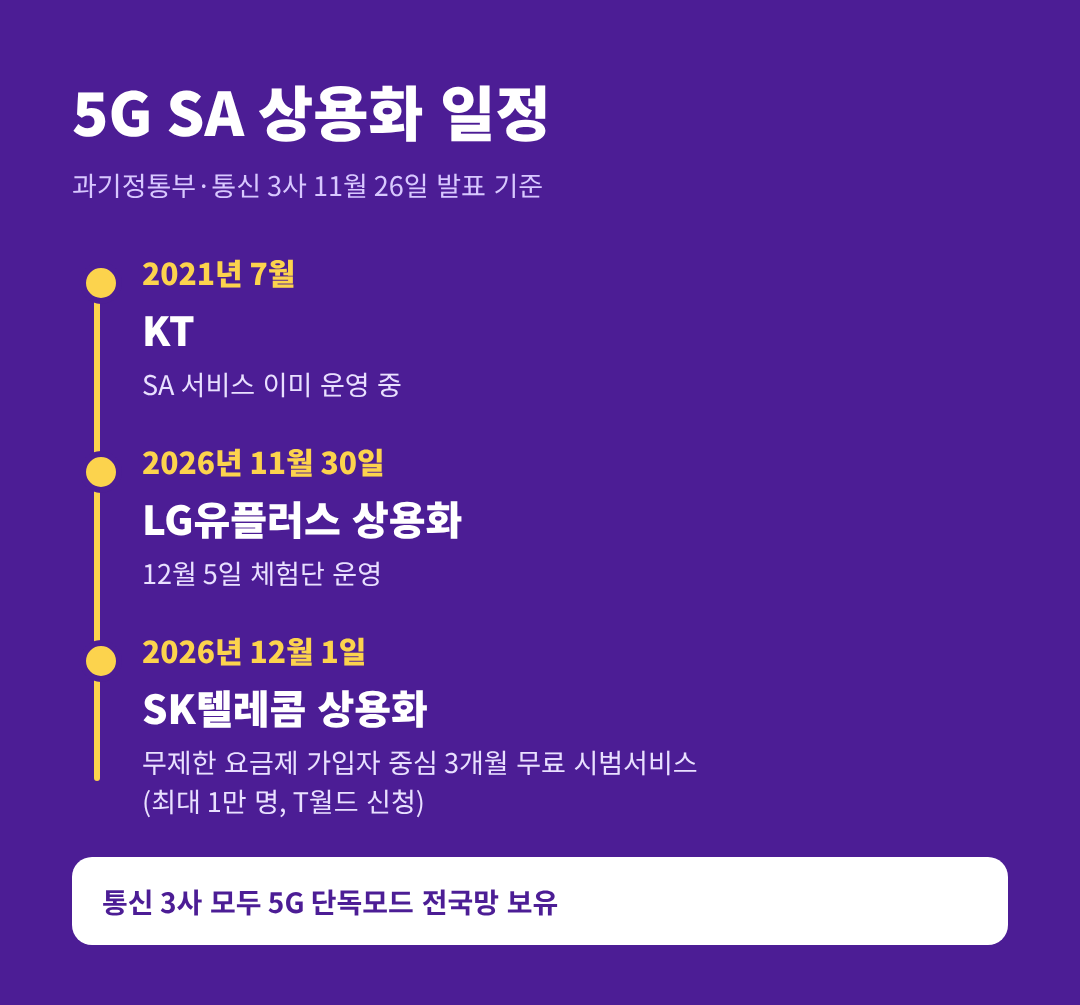 5G SA 상용화 일정
과기정통부·통신 3사 11월 26일 발표 기준
2021년 7월
KT
SA 서비스 이미 운영 중
2026년 11월 30일
LG유플러스 상용화
12월 5일 체험단 운영
2026년 12월 1일
SK텔레콤 상용화
무제한 요금제 가입자 중심 3개월 무료 시범서비스
(최대 1만 명, T월드 신청)
통신 3사 모두 5G 단독모드 전국망 보유